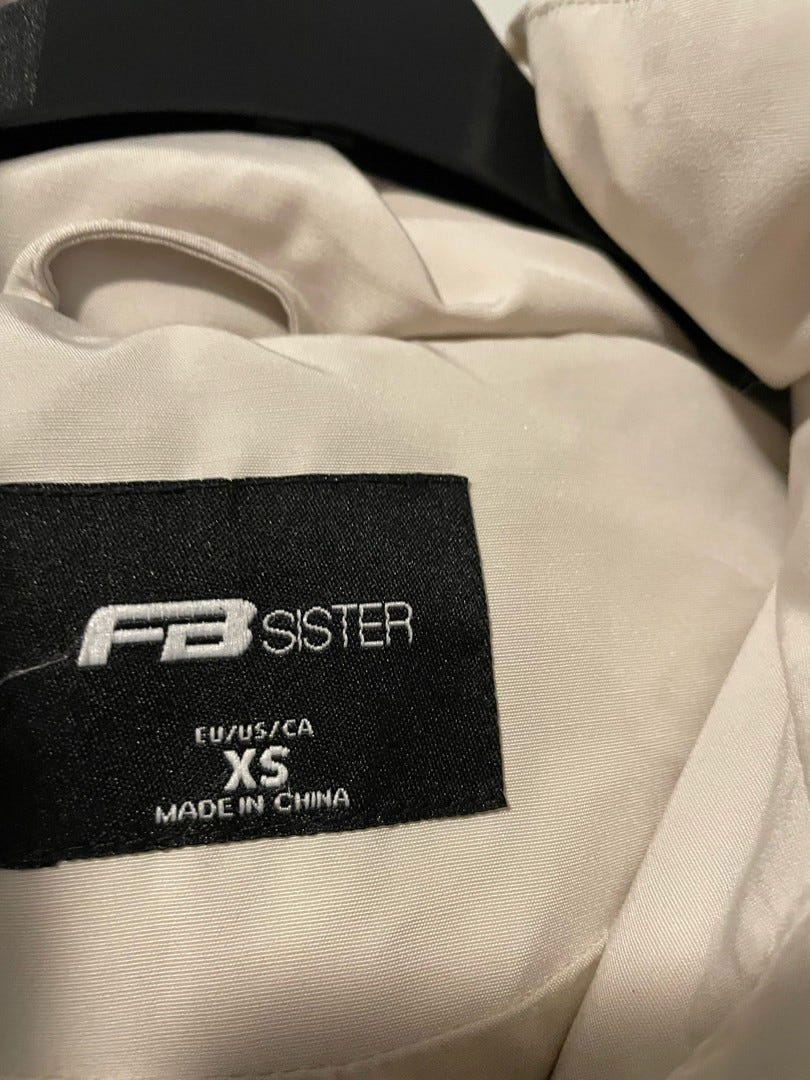 FB SISTER
EU/US/CA
XS
MADE IN CHINA